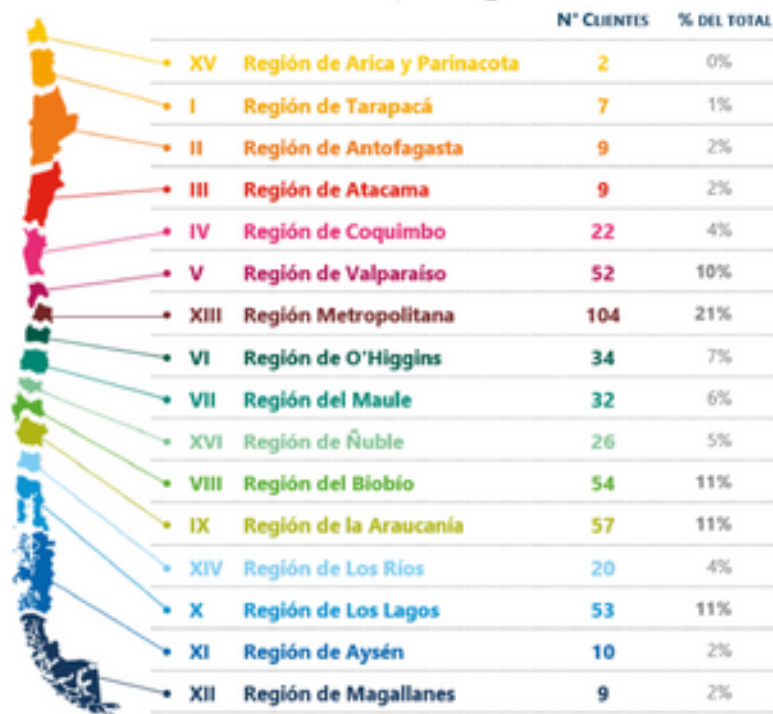 N° CLIENTES % DEL TOTAL
XV Región de Arica y Parinacota 2 0%
I Región de Tarapacá 7 1%
II Región de Antofagasta 9 2%
III Región de Atacama 9 2%
IV Región de Coquimbo 22 4%
V Región de Valparaíso 52 10%
XIII Región Metropolitana 104 21%
VI Región de O'Higgins 34 7%
VII Región del Maule 32 6%
XVI Región de Ñuble 26 5%
VIII Región del Biobío 54 11%
IX Región de la Araucanía 57 11%
XIV Región de Los Ríos 20 4%
X Región de Los Lagos 53 11%
XI Región de Aysén 10 2%
XII Región de Magallanes 9 2%